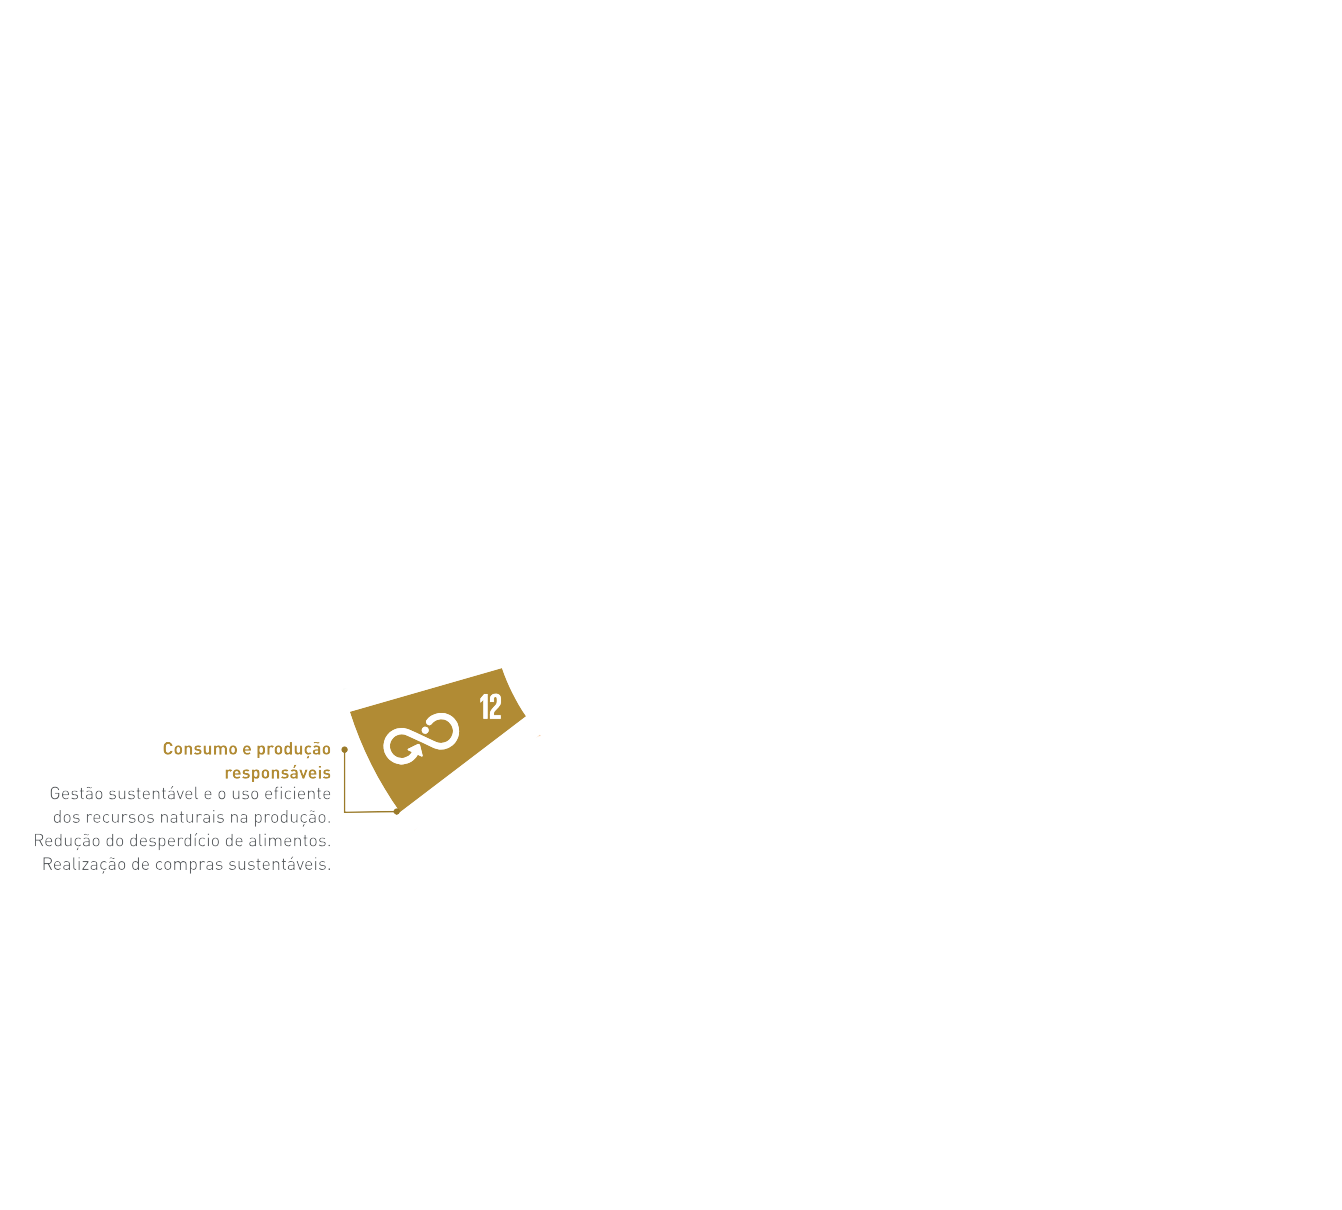 12
Consumo e produção
responsáveis
Gestão sustentável e o uso eficiente
dos recursos naturais na produção.
Redução do desperdício de alimentos.
Realização de compras sustentáveis.